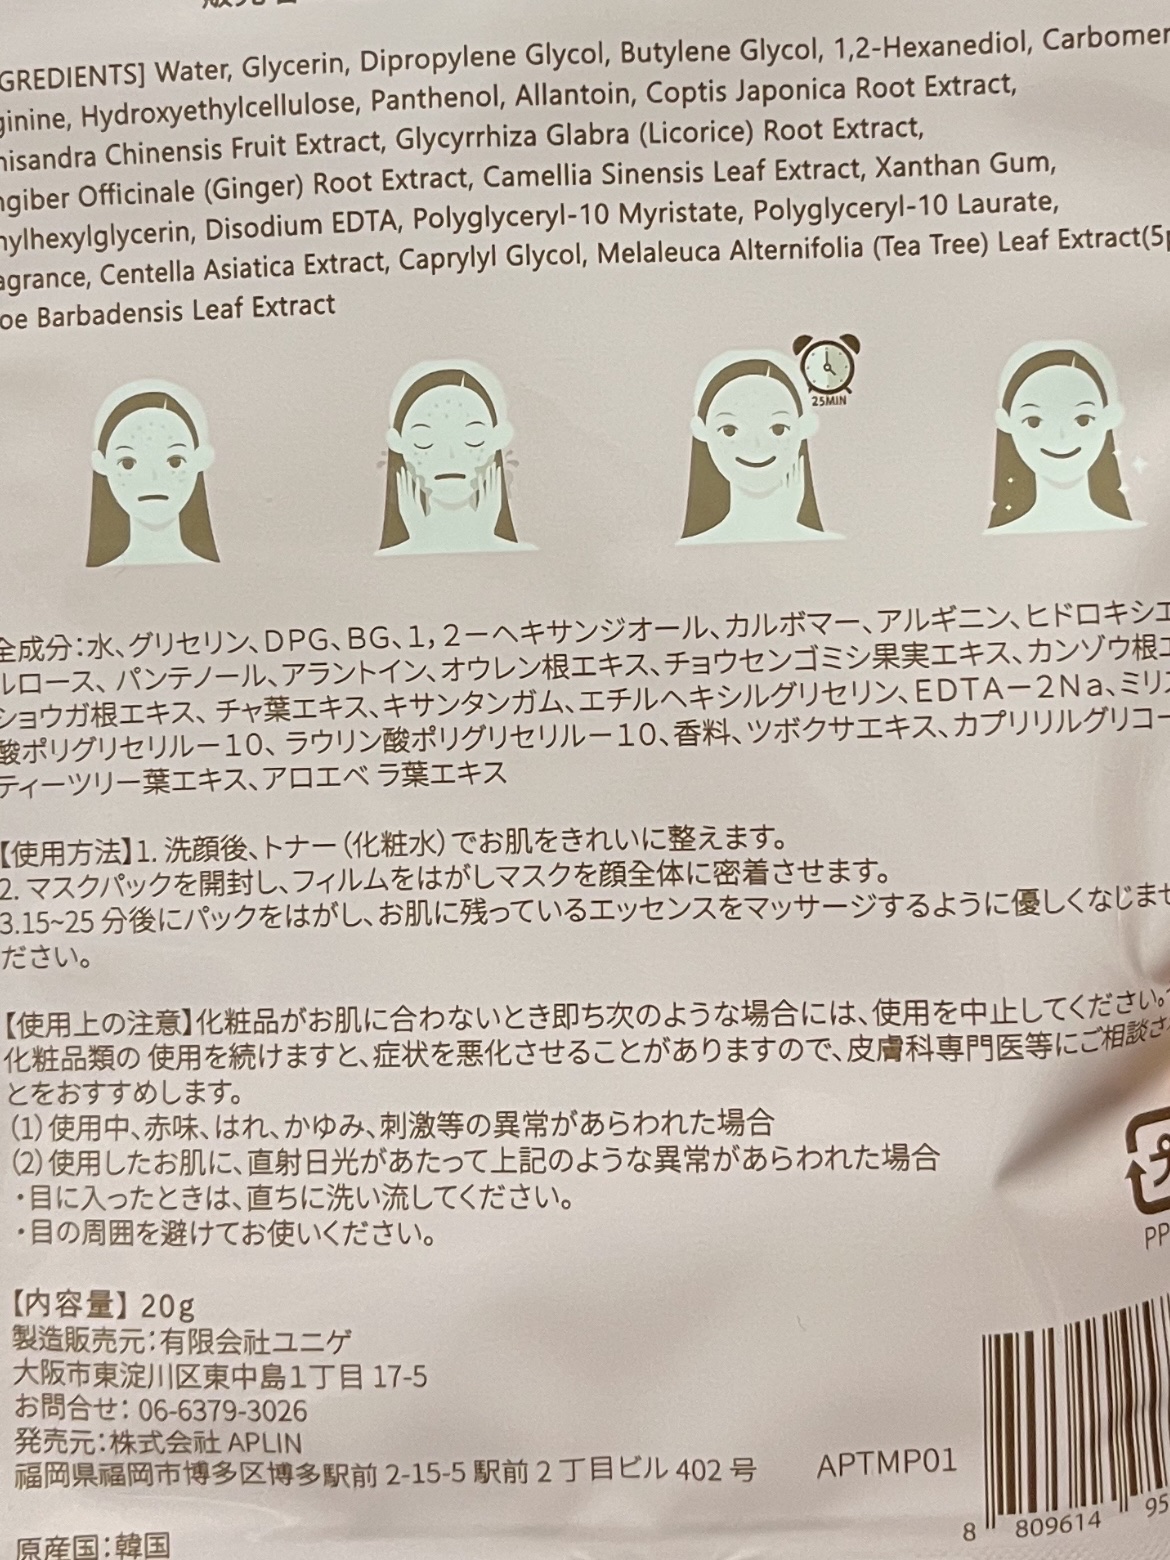 GREDIENTS] Water, Glycerin, Dipropylene Glycol, Butylene Glycol, 1,2-Hexanediol, Carbomer
ginine, Hydroxyethylcellulose, Panthenol, Allantoin, Coptis Japonica Root Extract,
hisandra Chinensis Fruit Extract, Glycyrrhiza Glabra (Licorice) Root Extract,
ngiber Officinale (Ginger) Root Extract, Camellia Sinensis Leaf Extract, Xanthan Gum,
hylhexylglycerin, Disodium EDTA, Polyglyceryl-10 Myristate, Polyglyceryl-10 Laurate,
agrance, Centella Asiatica Extract, Caprylyl Glycol, Melaleuca Alternifolia (Tea Tree) Leaf Extract(5p
oe Barbadensis Leaf Extract
25MIN
全成分:水、グリセリン、DPG、BG、1,2ーヘキサンジオール、カルボマー、アルギニン、ヒドロキシエ
ルロース、パンテノール、アラントイン、オウレン根エキス、チョウセンゴミシ果実エキス、カンゾウ根エ
ショウガ根エキス、チャ葉エキス、キサンタンガム、エチルヘキシルグリセリン、EDTAー2Na、ミリス
酸ポリグリセリルー10、ラウリン酸ポリグリセリルー10、香料、ツボクサエキス、カプリリルグリコー
ティーツリー葉エキス、アロエベ ラ葉エキス
【使用方法】1. 洗顔後、トナー(化粧水)でお肌をきれいに整えます。
2. マスクパックを開封し、フィルムをはがしマスクを顔全体に密着させます。
3.15~25 分後にパックをはがし、お肌に残っているエッセンスをマッサージするように優しくなじませ
ださい。
【使用上の注意】化粧品がお肌に合わないとき即ち次のような場合には、使用を中止してください。
化粧品類の 使用を続けますと、症状を悪化させることがありますので、皮膚科専門医等にご相談さ
とをおすすめします。
(1)使用中、赤味、はれ、かゆみ、刺激等の異常があらわれた場合
(2)使用したお肌に、直射日光があたって上記のような異常があらわれた場合
・目に入ったときは、直ちに洗い流してください。
・目の周囲を避けてお使いください。
PP
【内容量】 20g
製造販売元:有限会社ユニゲ
大阪市東淀川区東中島1丁目 17-5
お問合せ: 06-6379-3026
発売元:株式会社 APLIN
福岡県福岡市博多区博多駅前 2-15-5 駅前 2 丁目ビル 402 号
APTMP01
8 809614 95
原産国:韓国